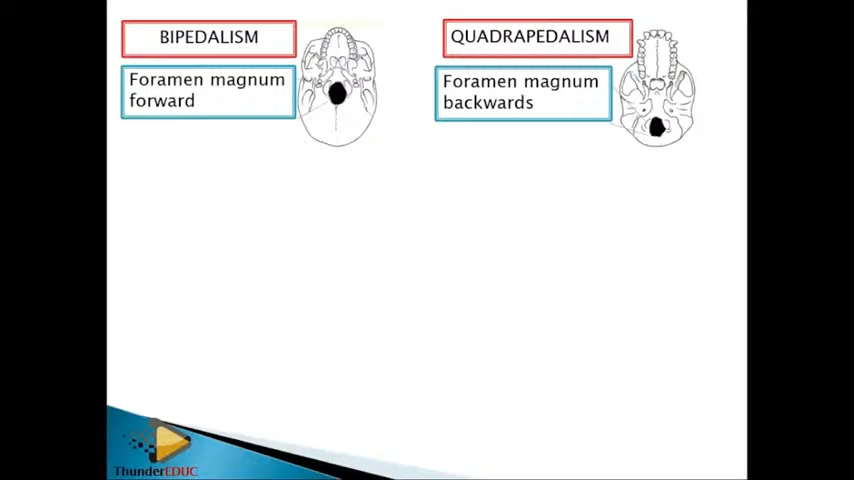 BIPEDALISM
Foramen magnum
forward
QUADRAPEDALISM
Foramen magnum
backwards
ThunderEDUC